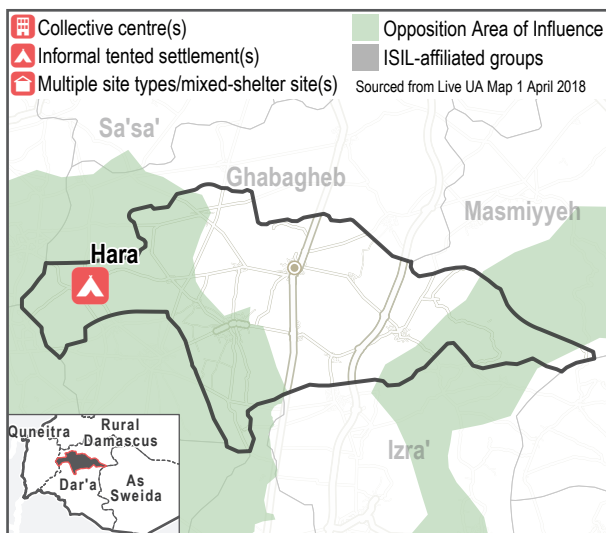 Collective centre(s)
Informal tented settlement(s)
Multiple site types/mixed-shelter site(s)
Opposition Area of Influence
ISIL-affiliated groups
Sourced from Live UA Map 1 April 2018
Sa'sa'
Ghabagheb
Masmiyyeh
Hara
Izra'
Quneitra
Rural
Damascus
Dar'a
As
Sweida